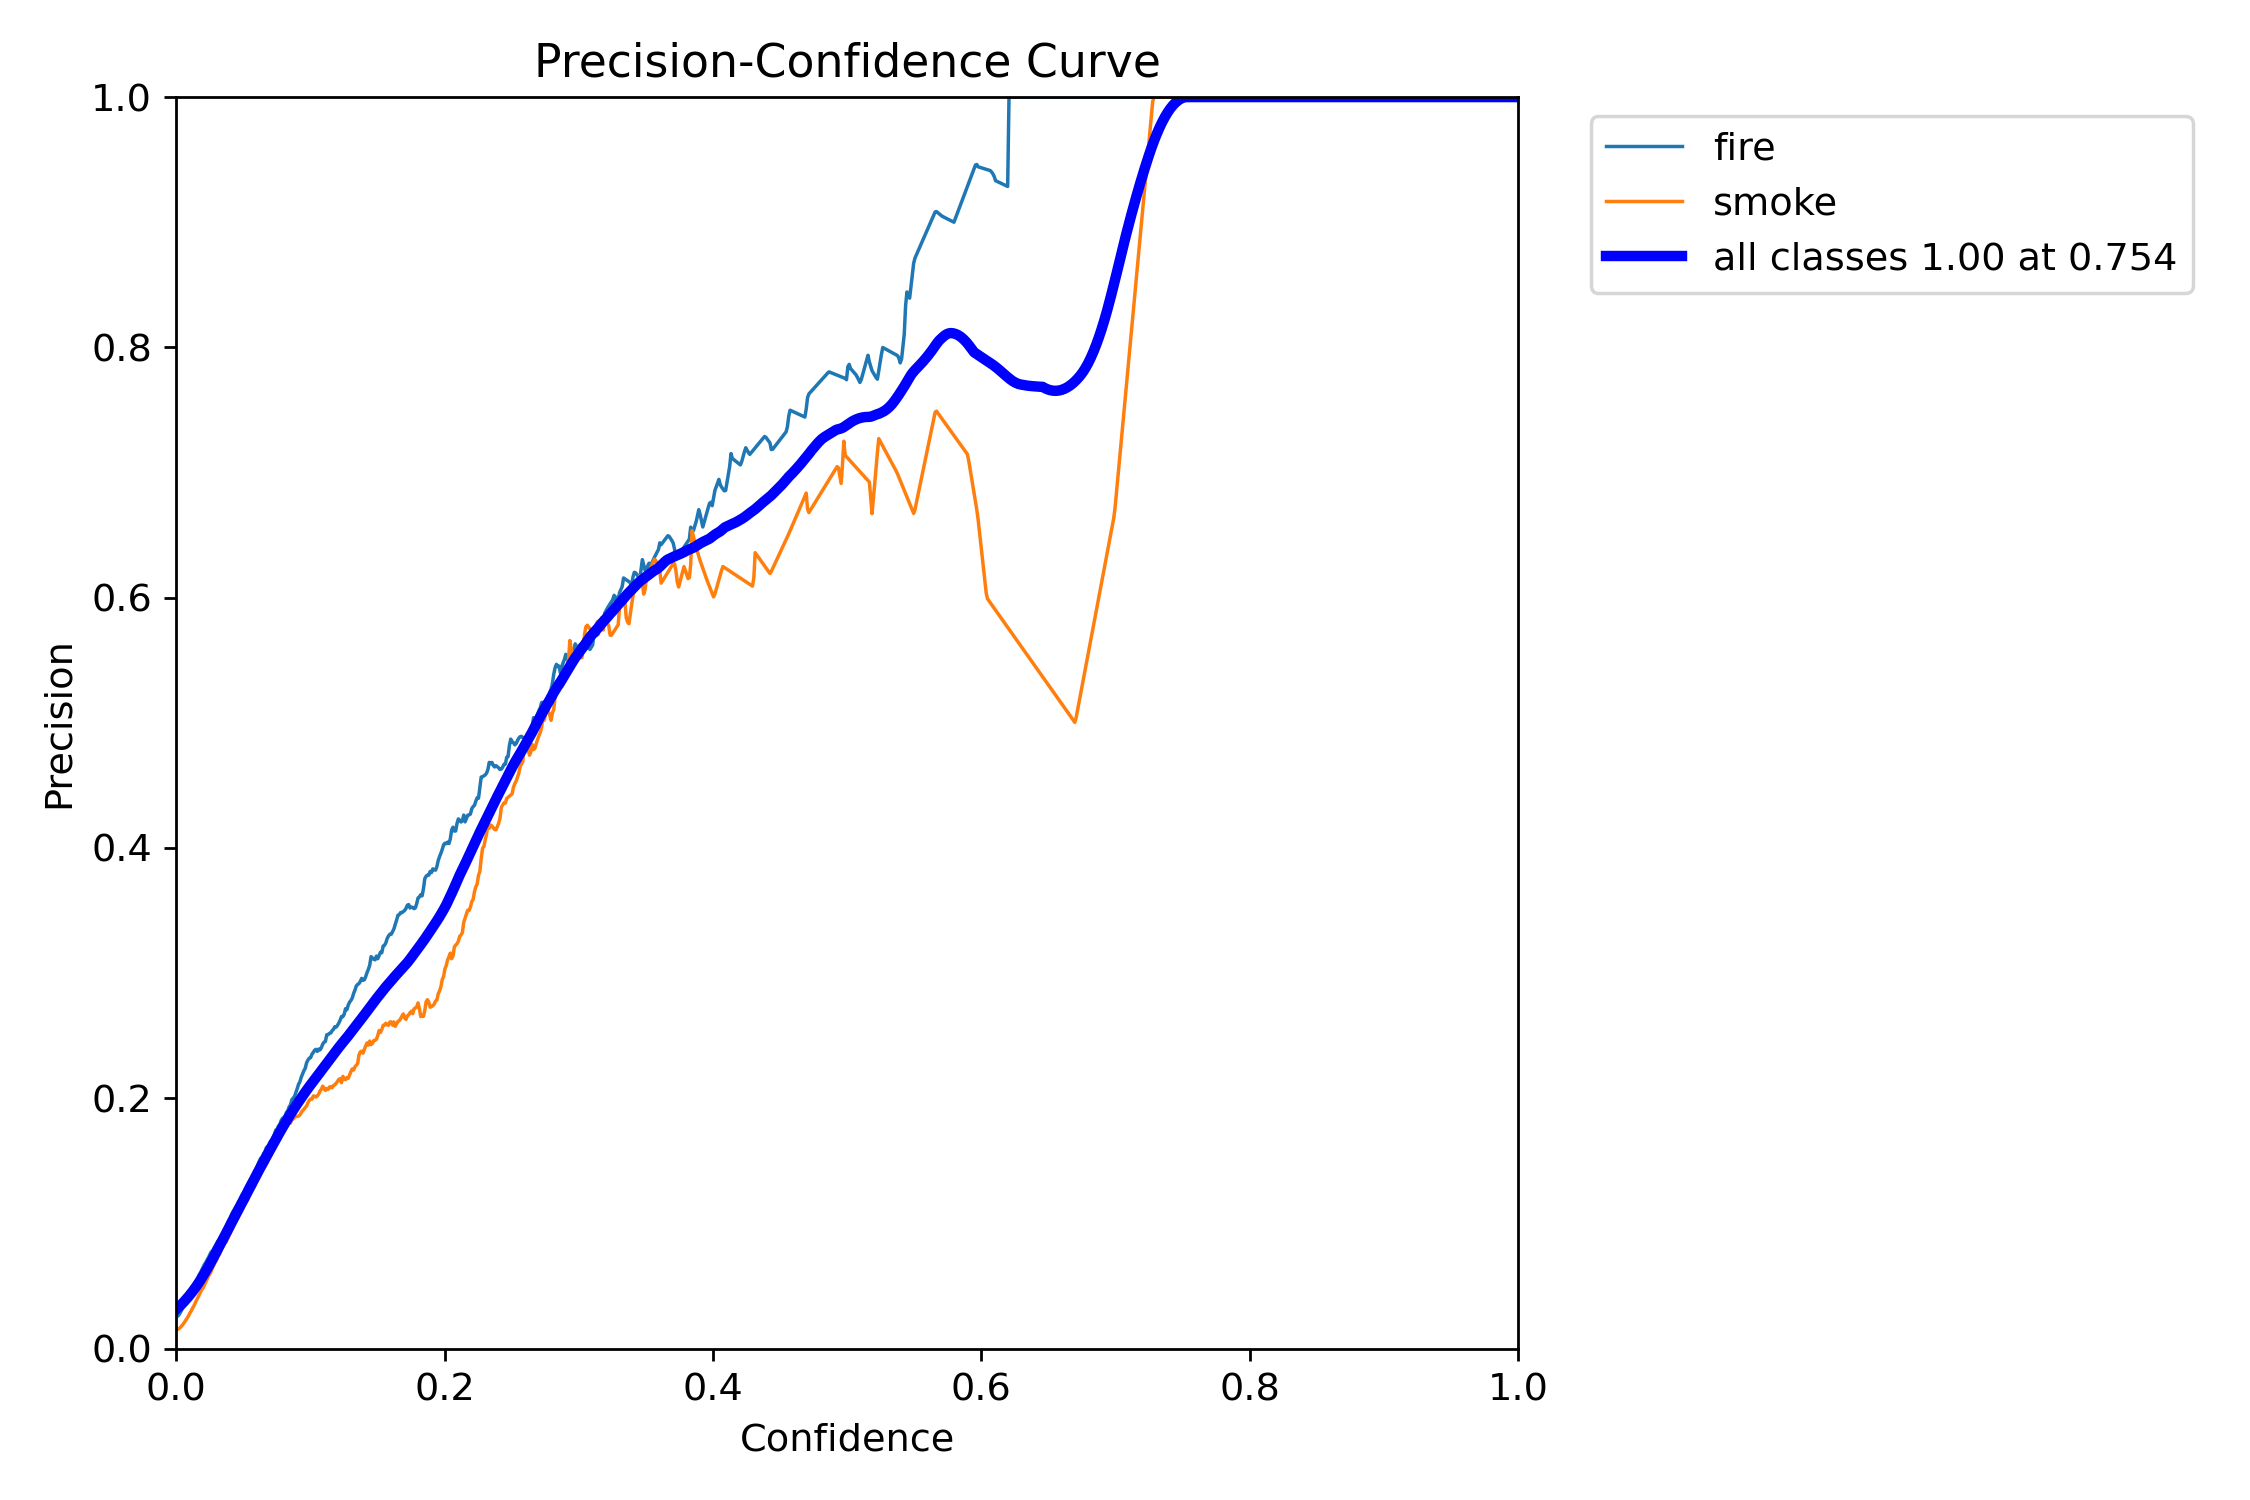 Precision-Confidence Curve
1.0
0.8
0.6
0.4
0.2
0.0
Precision
0.0 0.2 0.4 0.6 0.8 1.0
Confidence
fire
smoke
all classes 1.00 at 0.754